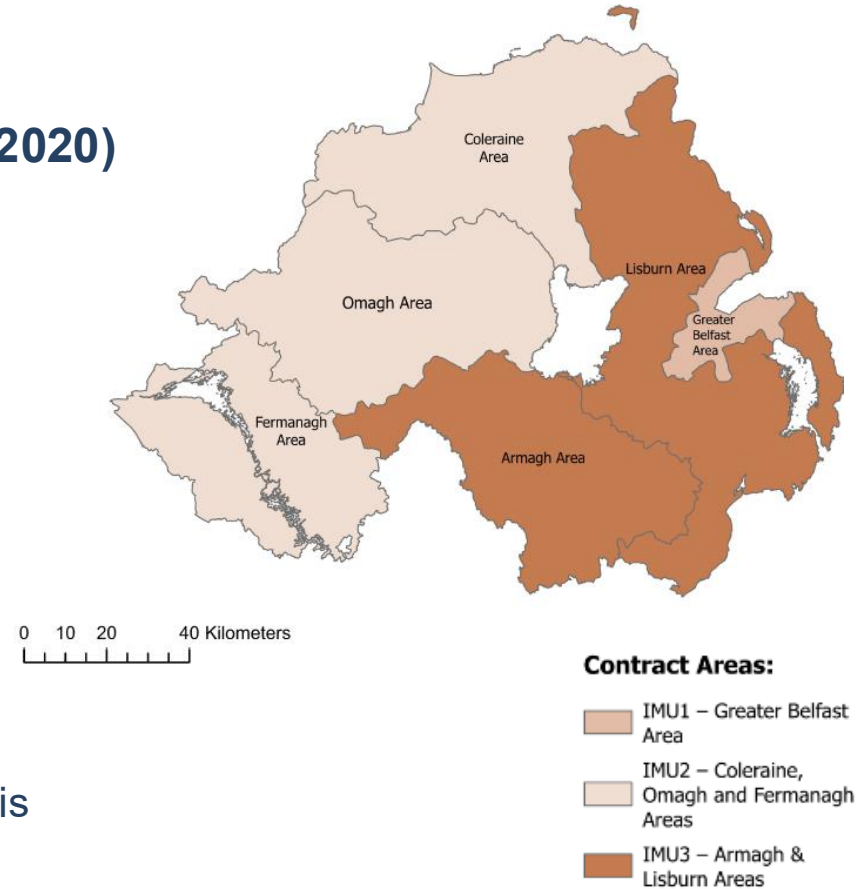 2020)
Coleraine
Area
Lisburn Area
Omagh Area
Greater
Belfast
Area
Fermanagh
Area
Armagh Area
0 10 20 40 Kilometers
Contract Areas:
IMU1 – Greater Belfast
Area
IMU2 – Coleraine,
Omagh and Fermanagh
Areas
is
IMU3 – Armagh &
Lisburn Areas